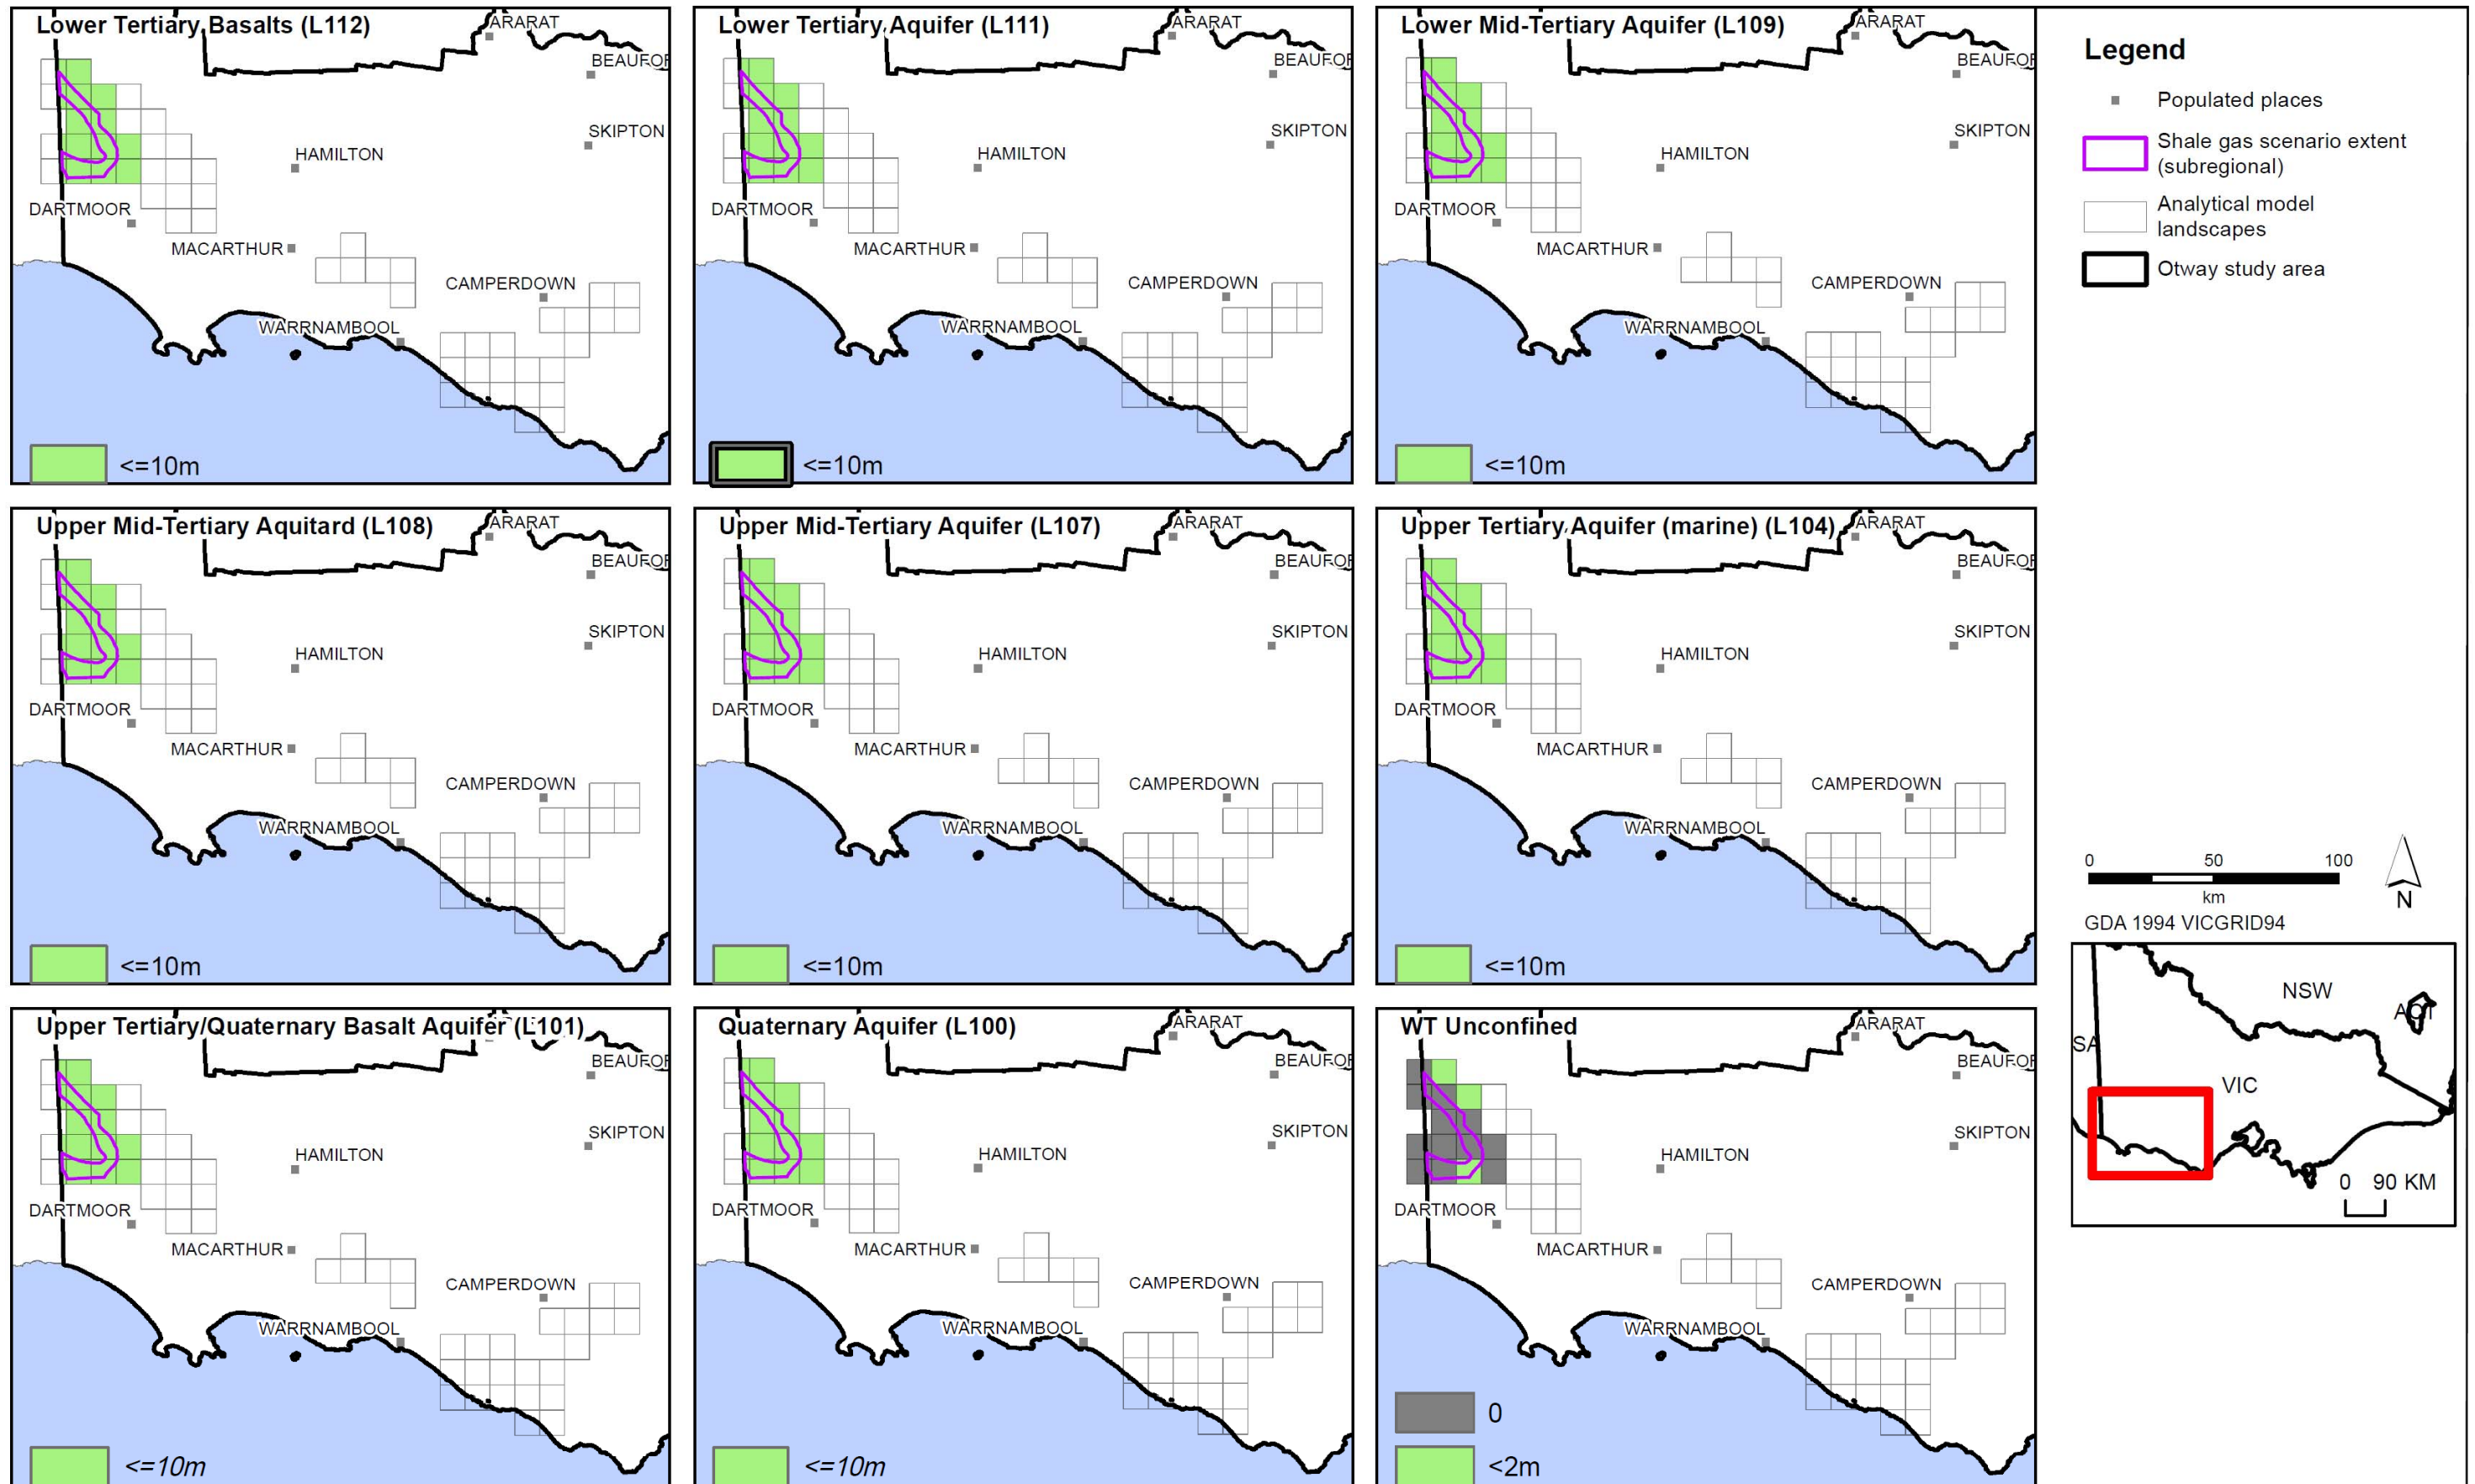 Lower Tertiary Basalts (L112)
ARARAT
BEAUFOR
SKIPTON
HAMILTON
DARTMOOR
MACARTHUR
CAMPERDOWN
WARRNAMBOOL
<=10m
Lower Tertiary Aquifer (L111)
ARARAT
BEAUFOR
SKIPTON
HAMILTON
DARTMOOR
MACARTHUR
CAMPERDOWN
WARRNAMBOOL
<=10m
Lower Mid-Tertiary Aquifer (L109)
ARARAT
BEAUFOR
SKIPTON
HAMILTON
DARTMOOR
MACARTHUR
CAMPERDOWN
WARRNAMBOOL
<=10m
Legend
Populated places
Shale gas scenario extent
(subregional)
Analytical model
landscapes
Otway study area
Upper Mid-Tertiary Aquitard (L108)
ARARAT
BEAUFOR
SKIPTON
HAMILTON
DARTMOOR
MACARTHUR
CAMPERDOWN
WARRNAMBOOL
<=10m
Upper Mid-Tertiary Aquifer (L107)
ARARAT
BEAUFOR
SKIPTON
HAMILTON
DARTMOOR
MACARTHUR
CAMPERDOWN
WARRNAMBOOL
<=10m
Upper Tertiary Aquifer (marine) (L104)
ARARAT
BEAUFOR
SKIPTON
HAMILTON
DARTMOOR
MACARTHUR
CAMPERDOWN
WARRNAMBOOL
<=10m
0 50 100
km
N
GDA 1994 VICGRID94
NSW
ACT
SA
VIC
0 90 KM
Upper Tertiary/Quaternary Basalt Aquifer (L101)
BEAUFOR
SKIPTON
HAMILTON
DARTMOOR
MACARTHUR
CAMPERDOWN
WARRNAMBOOL
<=10m
Quaternary Aquifer (L100)
ARARAT
BEAUFOR
SKIPTON
HAMILTON
DARTMOOR
MACARTHUR
CAMPERDOWN
WARRNAMBOOL
<=10m
WT Unconfined
ARARAT
BEAUFOR
SKIPTON
HAMILTON
DARTMOOR
MACARTHUR
CAMPERDOWN
WARRNAMBOOL
0
<2m